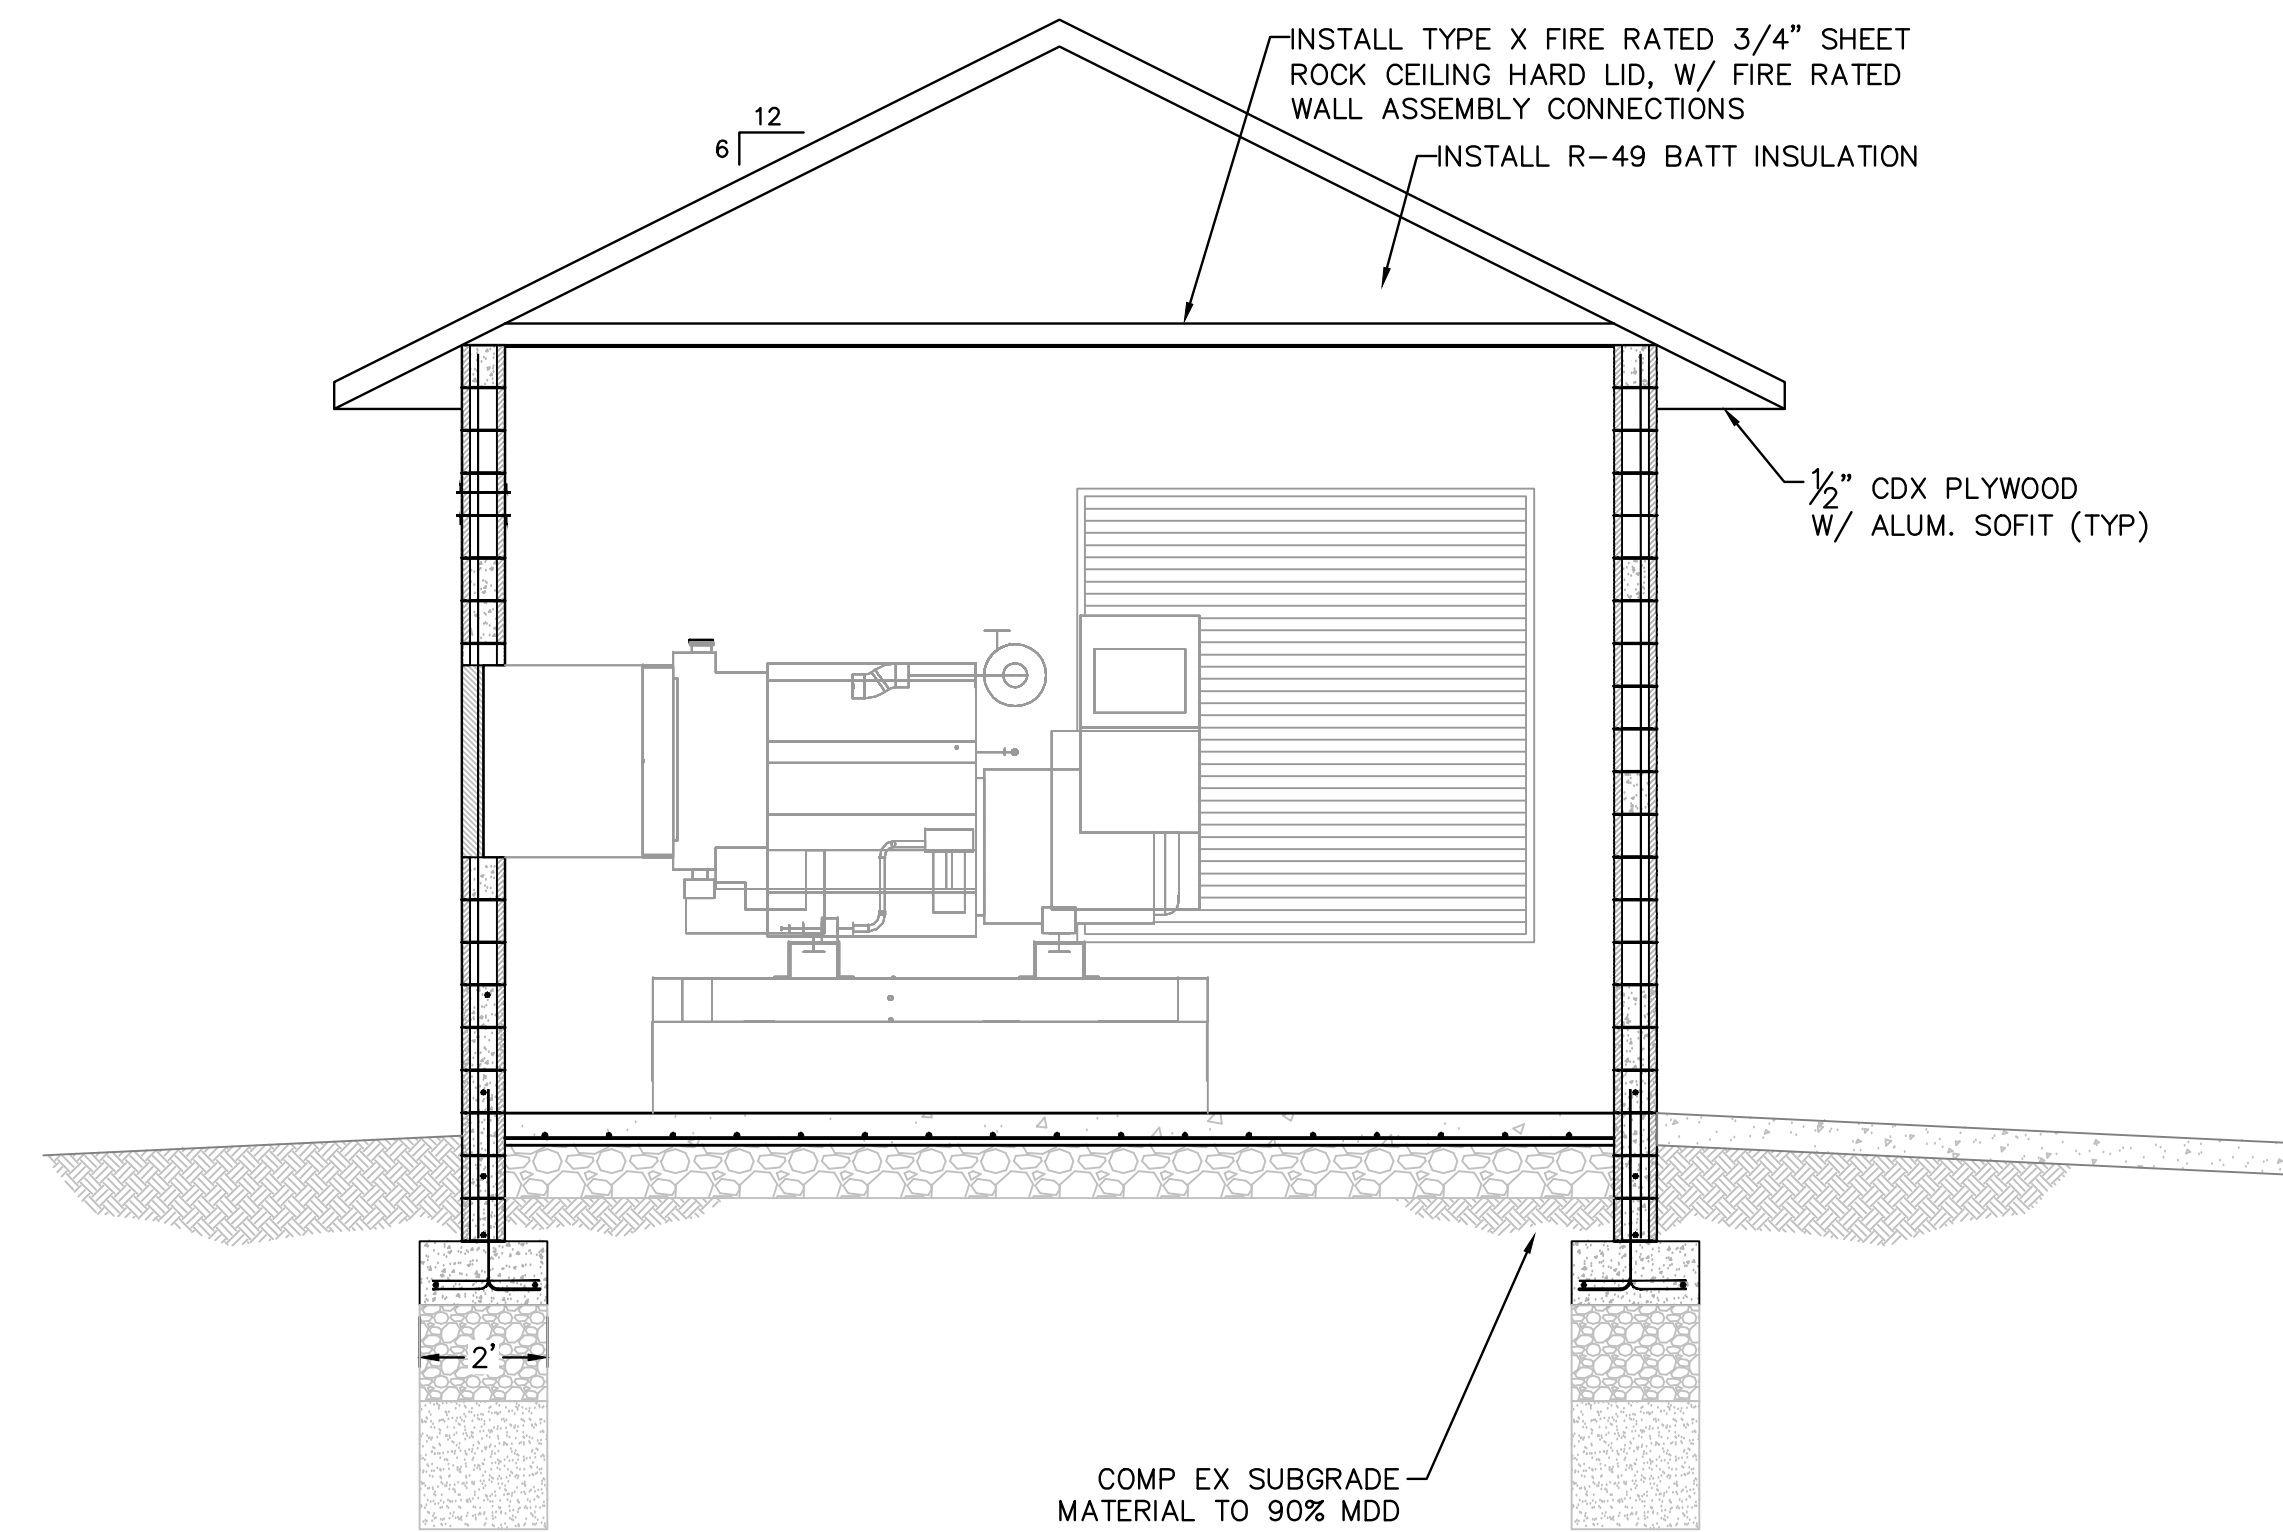 INSTALL TYPE X FIRE RATED 3/4" SHEET
ROCK CEILING HARD LID, W/ FIRE RATED
WALL ASSEMBLY CONNECTIONS
12
6
INSTALL R-49 BATT INSULATION
1/2" CDX PLYWOOD
W/ ALUM. SOFIT (TYP)
2'
COMP EX SUBGRADE
MATERIAL TO 90% MDD